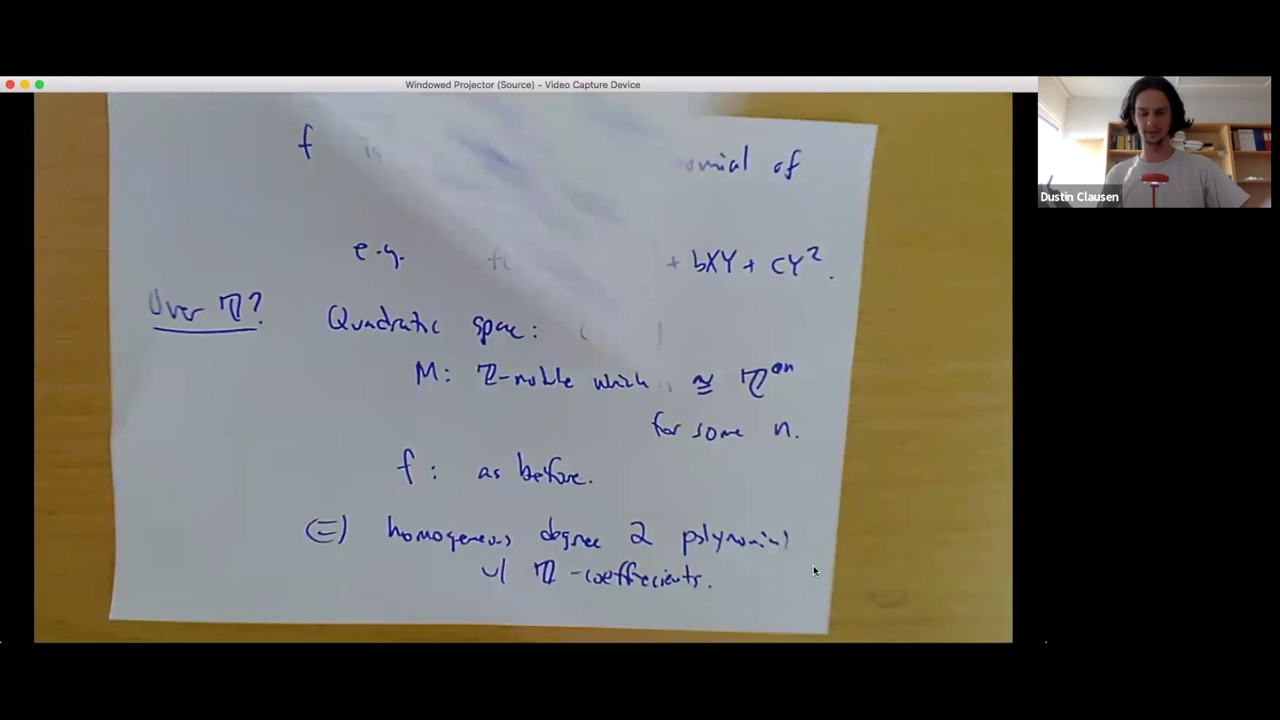 Windowed Projector (Source) - Video Capture Device
Dustin Clausen
f omial of
e.g. + bXY + cY².
Over ℤ? Quadratic space:
M: ℤ-module which ≅ ℤ^{⊕n}
for some n.
f: as before.
(=) homogeneous degree 2 polynomial
w/ ℤ-coefficients.